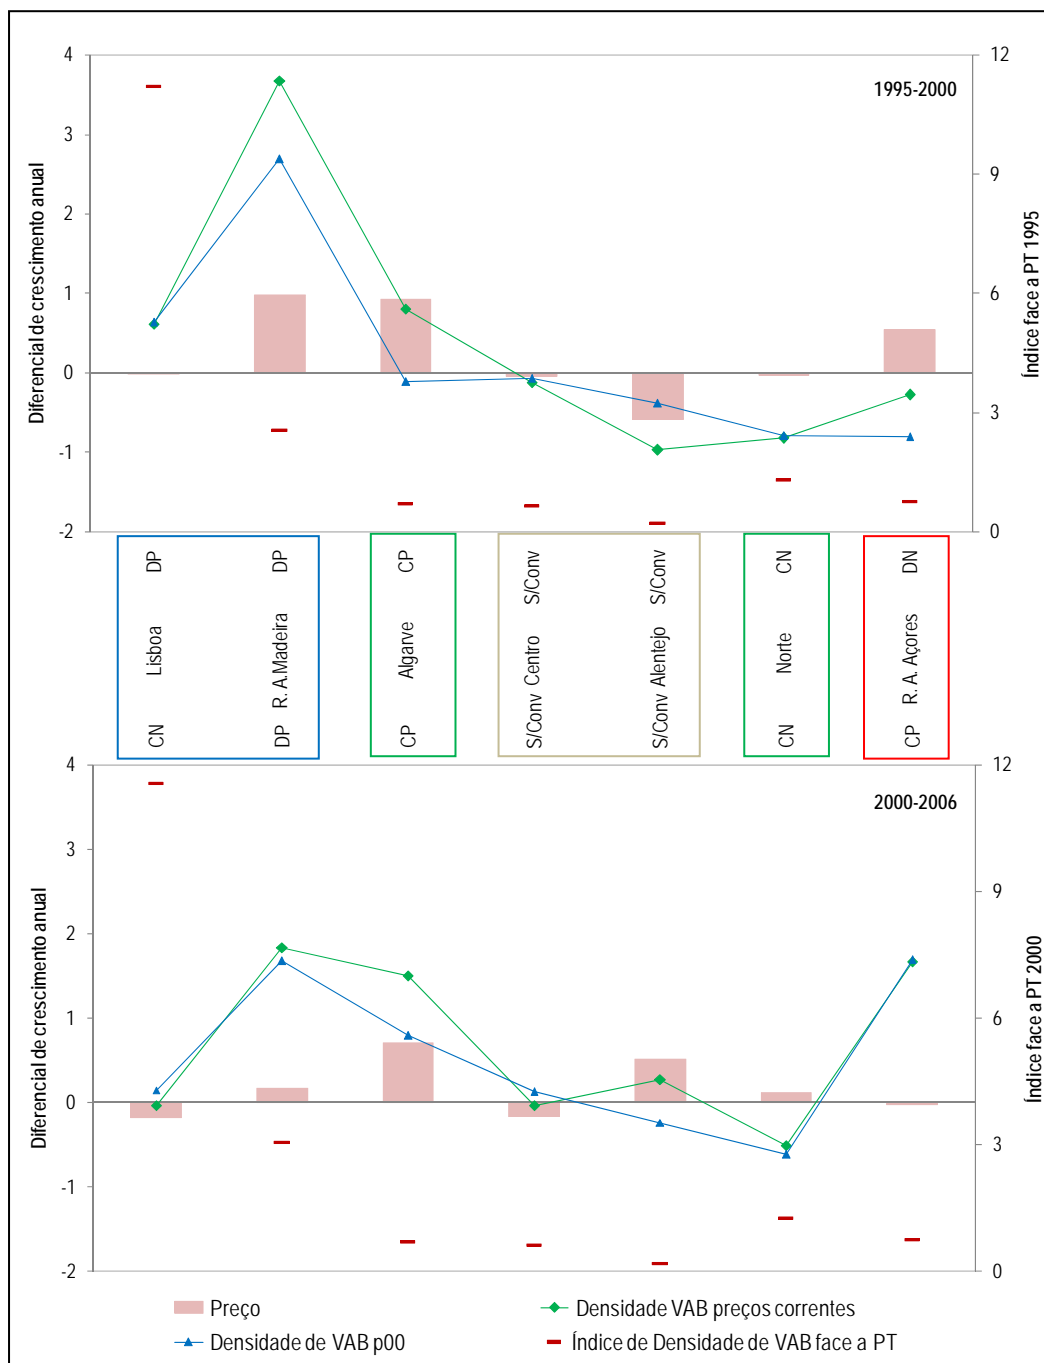 4
3
2
1
0
-1
-2
Diferencial de crescimento anual
1995-2000
12
9
6
3
0
Índice face a PT 1995
CN Lisboa DP
DP R. A.Madeira DP
CP Algarve CP
S/Conv Centro S/Conv
S/Conv Alentejo S/Conv
CN Norte CN
CP R. A. Açores DN
4
3
2
1
0
-1
-2
Diferencial de crescimento anual
2000-2006
12
9
6
3
0
Índice face a PT 2000
Preço
Densidade VAB preços correntes
Densidade de VAB p00
Índice de Densidade de VAB face a PT